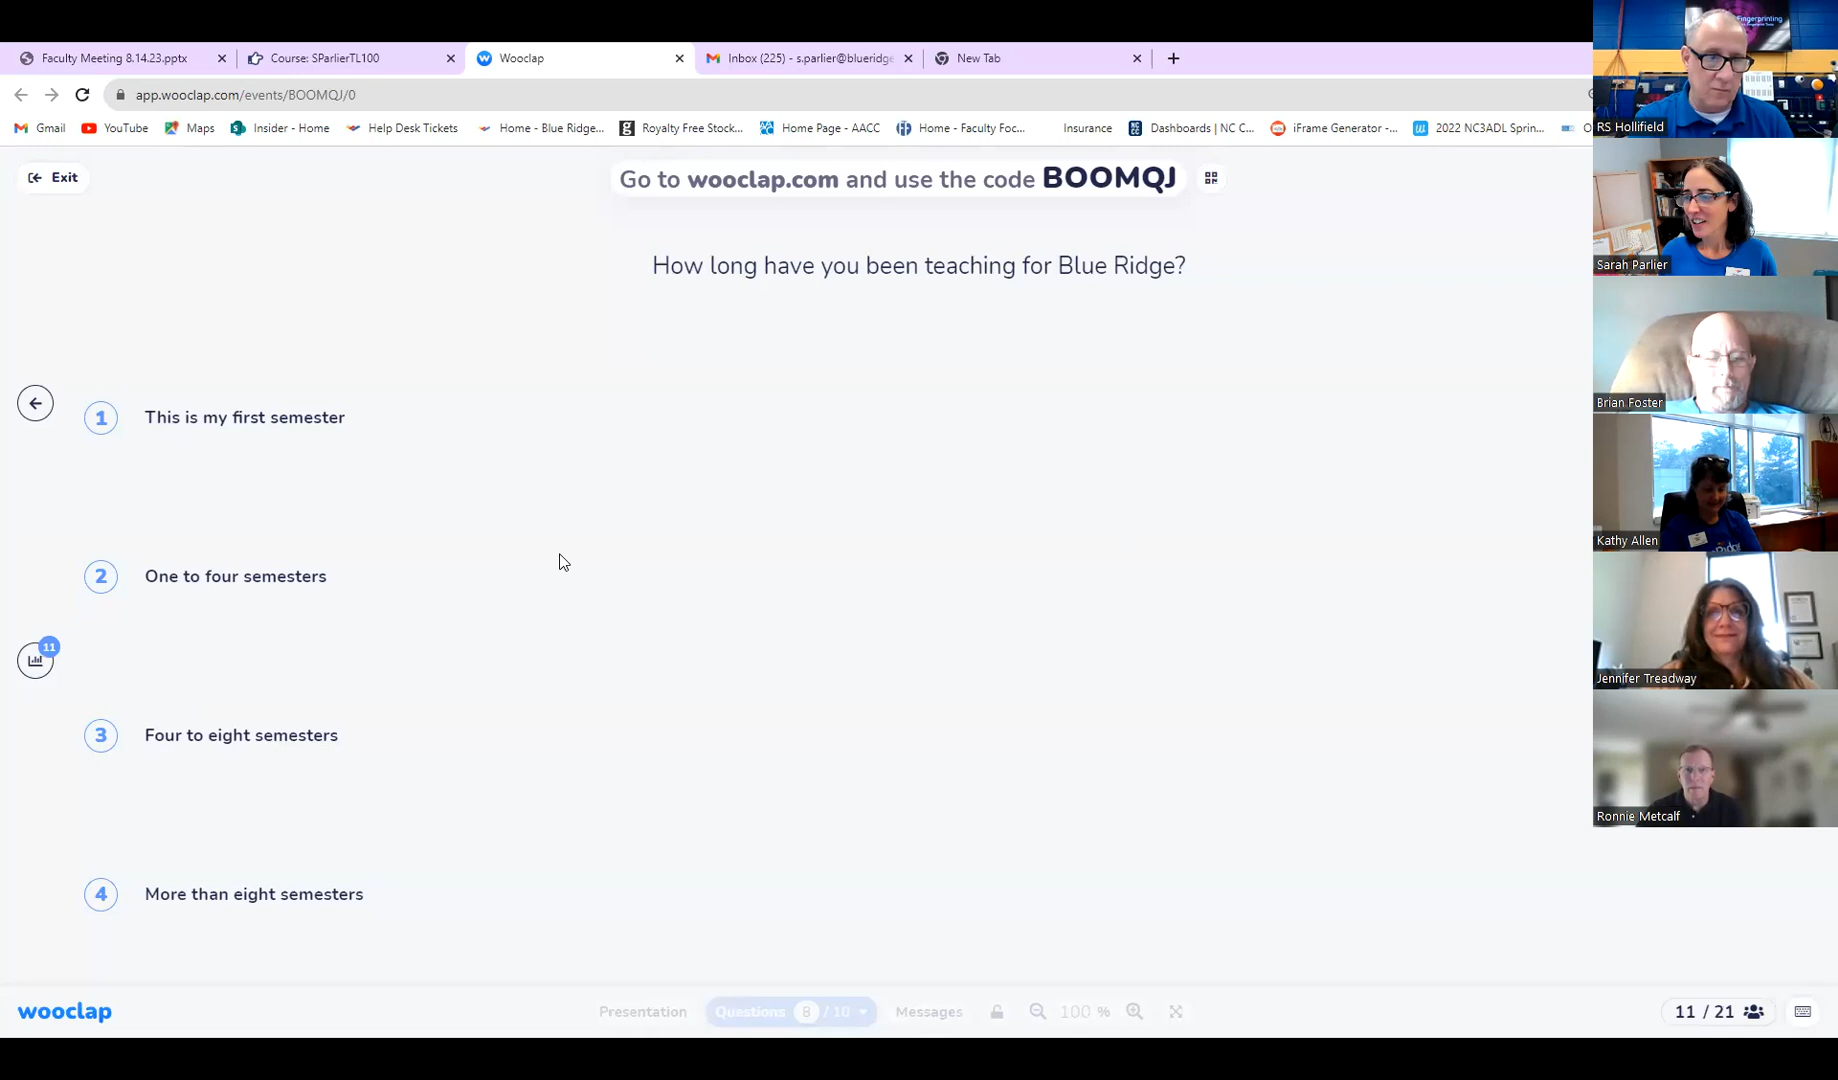 Faculty Meeting 8.14.23.pptx
Course: SParlierTL100
Wooclap
Inbox (225) - s.parlier@blueridge
New Tab
app.wooclap.com/events/BOOMQJ/0
Gmail
YouTube
Maps
Insider - Home
Help Desk Tickets
Home - Blue Ridge...
Royalty Free Stock...
Home Page - AACC
Home - Faculty Foc...
Insurance
Dashboards | NC C...
iFrame Generator -...
2022 NC3ADL Sprin...
Exit
Go to wooclap.com and use the code BOOMQJ
How long have you been teaching for Blue Ridge?
1 This is my first semester
2 One to four semesters
11
3 Four to eight semesters
4 More than eight semesters
wooclap
Presentation
Questions 8 / 10
Messages
100 %
11 / 21
Fingerprinting
RS Hollifield
Sarah Parlier
Brian Foster
Kathy Allen
Jennifer Treadway
Ronnie Metcalf